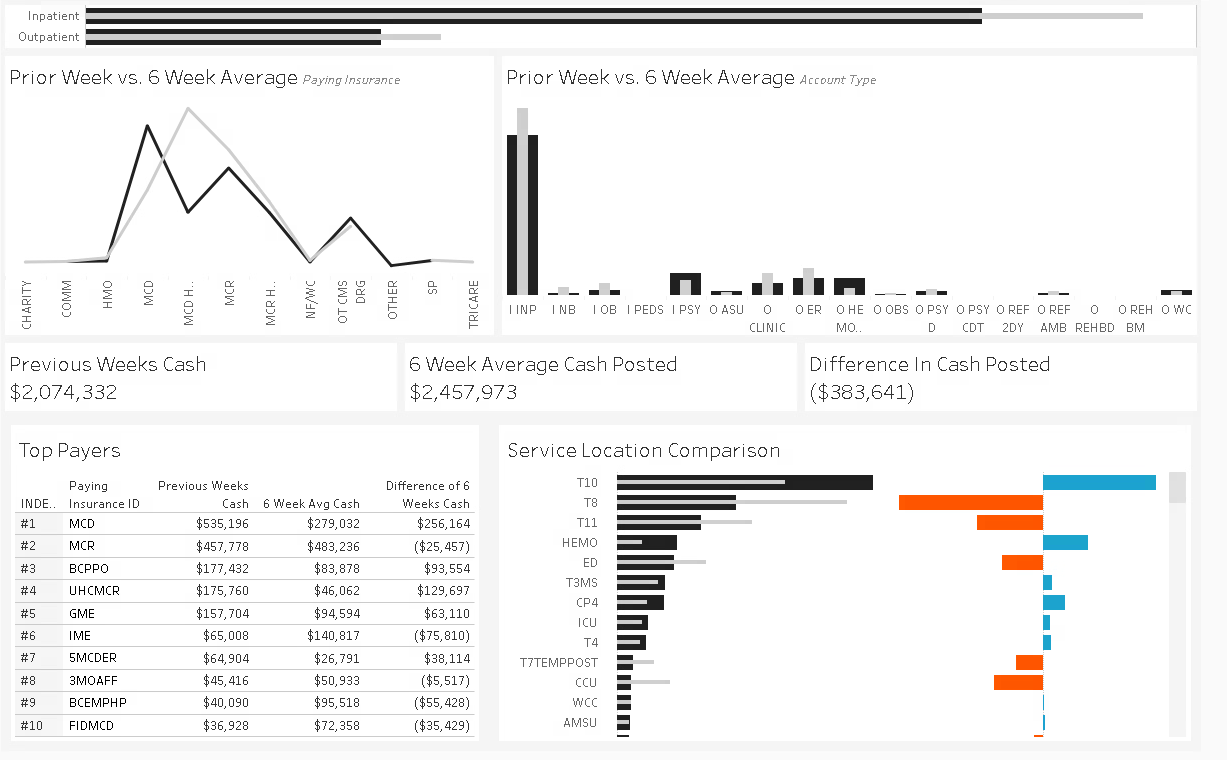 Inpatient
Outpatient
Prior Week vs. 6 Week Average Paying Insurance
CHARITY
COMM
HMO
MCD
MCD H..
MCR
MCR H..
NF/WC
OT CMS
DRG
OTHER
SP
TRICARE
Prior Week vs. 6 Week Average Account Type
I INP I NB I OB I PEDS I PSY O ASU O O ER O HE O OBS O PSY O PSY O REF O REF O O REH O WC
CLINIC MO.. D CDT 2DY AMB REHBD BM
Previous Weeks Cash
$2,074,332
6 Week Average Cash Posted
$2,457,973
Difference In Cash Posted
($383,641)
Top Payers
Paying Previous Weeks Difference of 6
INDE.. Insurance ID Cash 6 Week Avg Cash Weeks Cash
#1 MCD $535,196 $279,032 $256,164
#2 MCR $457,778 $483,236 ($25,457)
#3 BCPPO $177,432 $83,878 $93,554
#4 UHDMCR $175,760 $46,062 $129,697
#5 GME $157,704 $94,594 $63,110
#6 IME $65,008 $140,817 ($75,810)
#7 5MCDER $64,904 $26,791 $38,114
#8 3MOAFF $45,416 $50,933 ($5,517)
#9 BCEMPHP $40,090 $95,518 ($55,428)
#10 FIDMCD $36,928 $72,358 ($35,429)
Service Location Comparison
T10
T8
T11
HEMO
ED
T3MS
CP4
ICU
T4
T7TEMPPOST
CCU
WCC
AMSU